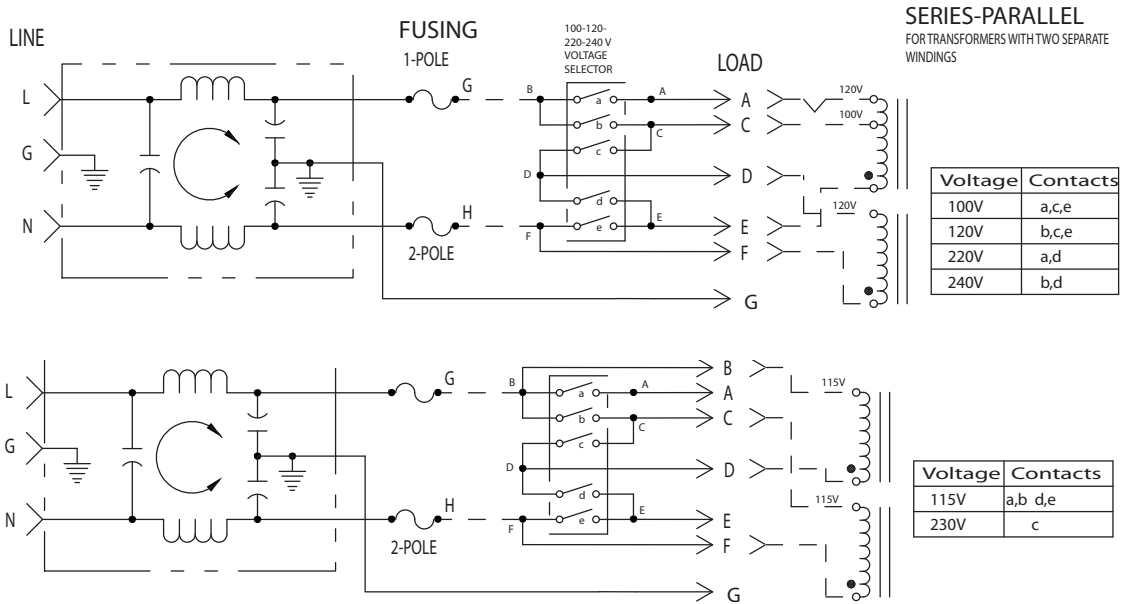 SERIES-PARALLEL
FOR TRANSFORMERS WITH TWO SEPARATE
WINDINGS
LINE
FUSING
1-POLE
100-120-
220-240 V
VOLTAGE
SELECTOR
LOAD
L
G
B
a
A
A
120V
b
C
C
100V
G
c
D
D
d
120V
N
H
F
e
E
E
2-POLE
F
G
Voltage Contacts
100V a,c,e
120V b,c,e
220V a,d
240V b,d
B
L
G
B
a
A
A
115V
b
C
C
G
c
D
D
d
115V
N
H
F
e
E
E
2-POLE
F
G
Voltage Contacts
115V a,b d,e
230V c